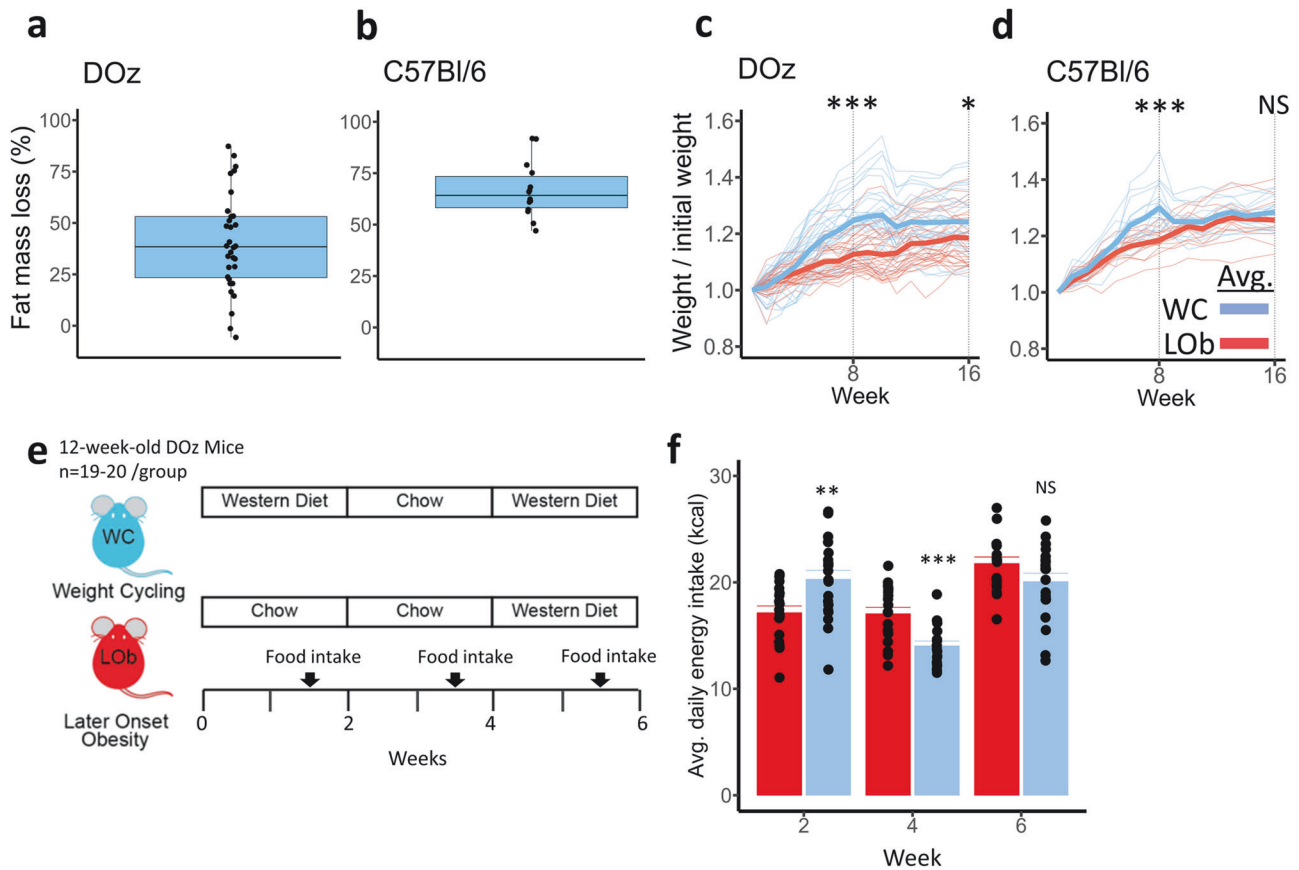 a
DOz
Fat mass loss (%)
100
75
50
25
0
b
C57Bl/6
100
75
50
25
0
c
DOz
***
*
Weight / initial weight
1.6
1.4
1.2
1.0
0.8
8
16
Week
d
C57Bl/6
***
NS
1.6
1.4
1.2
1.0
0.8
Avg.
WC
LOb
8
16
Week
e
12-week-old DOz Mice
n=19-20 /group
WC
Weight Cycling
Western Diet
Chow
Western Diet
LOb
Later Onset
Obesity
Chow
Chow
Western Diet
Food intake
Food intake
Food intake
0
2
4
6
Weeks
f
Avg. daily energy intake (kcal)
30
20
10
0
**
***
NS
2
4
6
Week